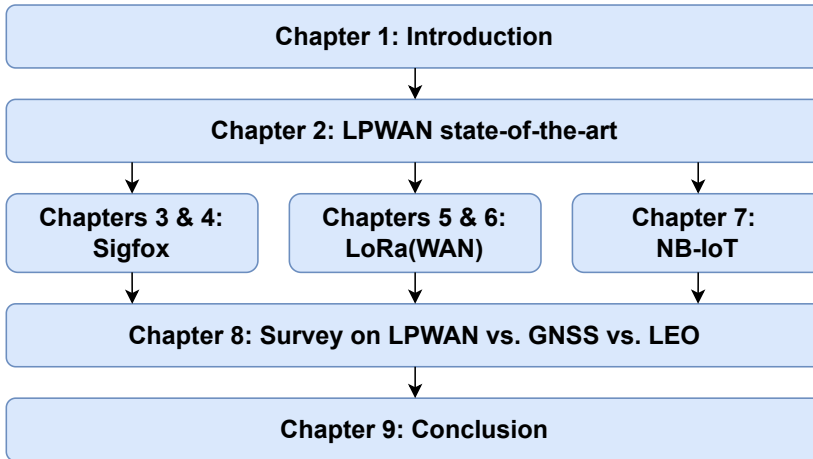 Chapter 1: Introduction
Chapter 2: LPWAN state-of-the-art
Chapters 3 & 4:
Sigfox
Chapters 5 & 6:
LoRa(WAN)
Chapter 7:
NB-IoT
Chapter 8: Survey on LPWAN vs. GNSS vs. LEO
Chapter 9: Conclusion